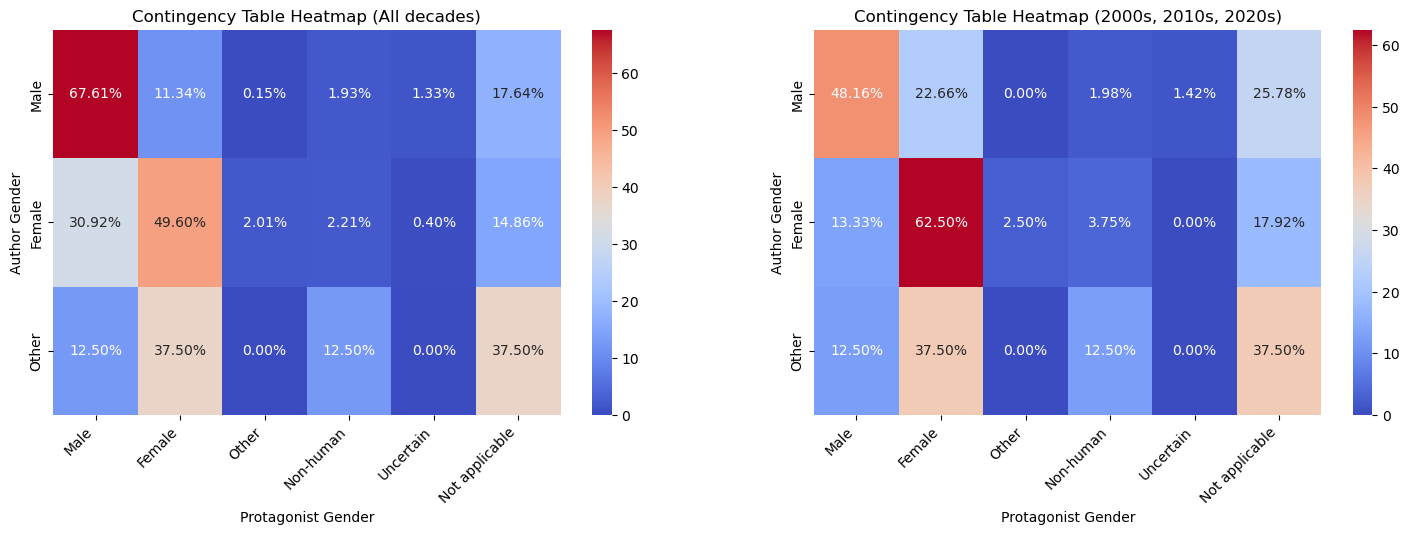 Contingency Table Heatmap (All decades)
Author Gender
Male
67.61% 11.34% 0.15% 1.93% 1.33% 17.64%
Female
30.92% 49.60% 2.01% 2.21% 0.40% 14.86%
Other
12.50% 37.50% 0.00% 12.50% 0.00% 37.50%
Male Female Other Non-human Uncertain Not applicable
Protagonist Gender
60
50
40
30
20
10
0
Contingency Table Heatmap (2000s, 2010s, 2020s)
Author Gender
Male
48.16% 22.66% 0.00% 1.98% 1.42% 25.78%
Female
13.33% 62.50% 2.50% 3.75% 0.00% 17.92%
Other
12.50% 37.50% 0.00% 12.50% 0.00% 37.50%
Male Female Other Non-human Uncertain Not applicable
Protagonist Gender
60
50
40
30
20
10
0